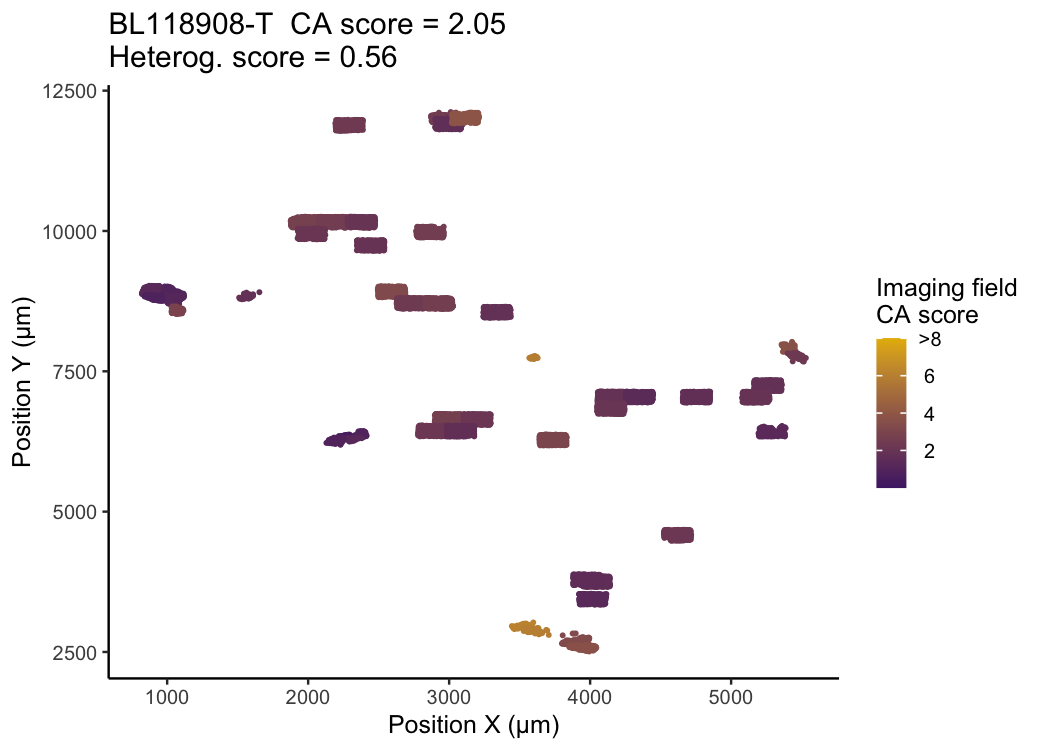 BL118908-T  CA score = 2.05
Heterog. score = 0.56
12500
10000
7500
5000
2500
Position Y (µm)
1000 2000 3000 4000 5000
Position X (µm)
Imaging field
CA score
>8
6
4
2